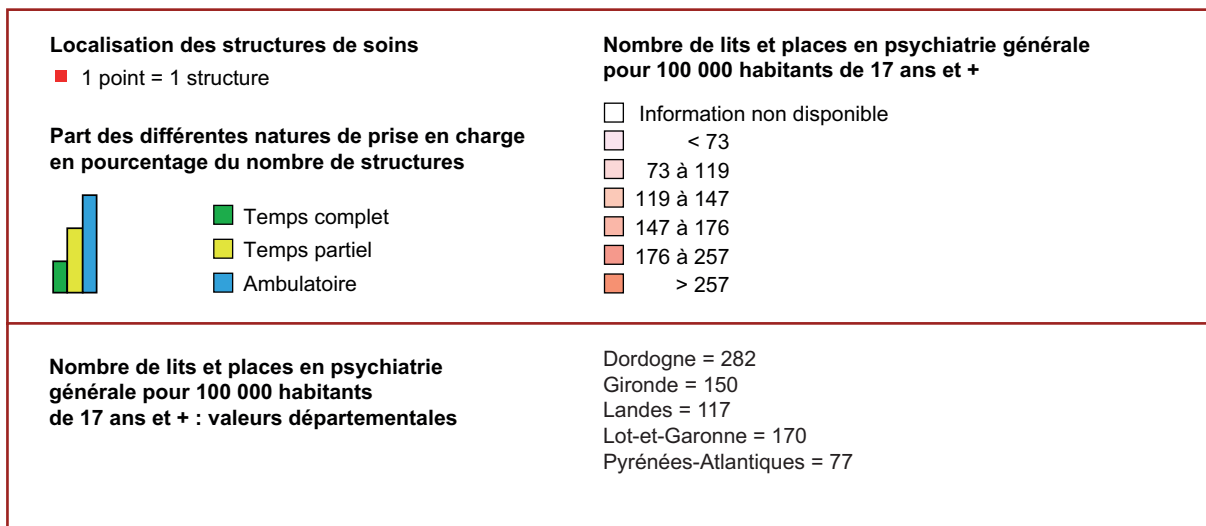 Localisation des structures de soins
1 point = 1 structure
Part des différentes natures de prise en charge
en pourcentage du nombre de structures
Temps complet
Temps partiel
Ambulatoire
Nombre de lits et places en psychiatrie générale
pour 100 000 habitants de 17 ans et +
Information non disponible
< 73
73 à 119
119 à 147
147 à 176
176 à 257
> 257
Nombre de lits et places en psychiatrie
générale pour 100 000 habitants
de 17 ans et + : valeurs départementales
Dordogne = 282
Gironde = 150
Landes = 117
Lot-et-Garonne = 170
Pyrénées-Atlantiques = 77